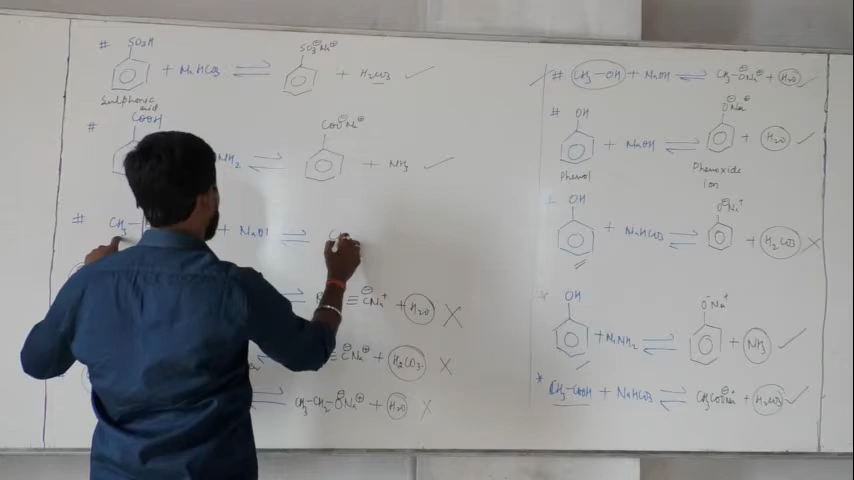 # SO₃H + NaHCO₃ ⇌ SO₃⊖Na⊕ + H₂CO₃ ✓
Sulphonic acid
# COOH NH₂ ⇌ COO⊖Na⊕ + NH₃ ✓
# CH₃ + NaOH ⇌ C
⇌ ≡C⊖Na⁺ + H₂O X
≡C⊖Na⊕ + H₂CO₃ X
⇌ CH₃-CH₂-O⊖Na⊕ + H₂O X
# CH₃-OH + NaOH ⇌ CH₃-O⊖Na⊕ + H₂O ✓
# OH + NaOH ⇌ O⊖Na⊕ + H₂O ✓
Phenol Phenoxide
ion
OH + NaHCO₃ ⇌ O⊖Na⁺ + H₂CO₃ X
* OH + NaNH₂ ⇌ O⁻Na⁺ + NH₃ ✓
* CH₃-COOH + NaHCO₃ ⇌ CH₃COO⊖Na⁺ + H₂CO₃ ✓